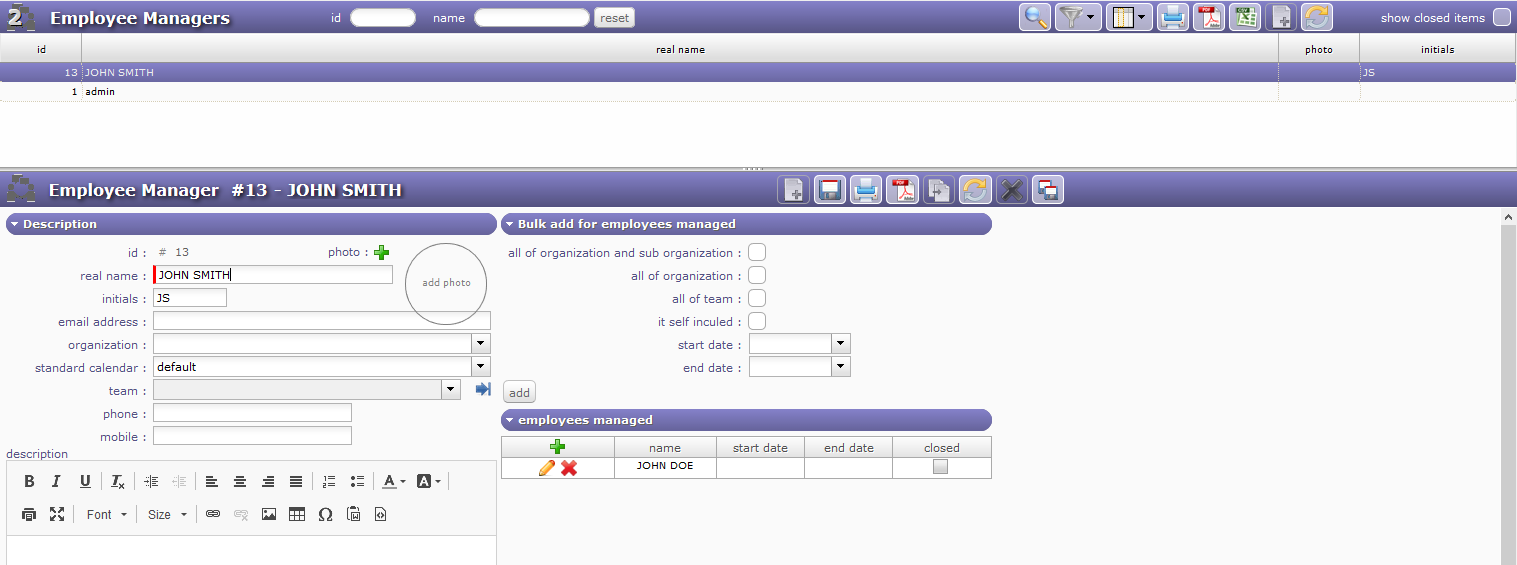 2 Employee Managers id name reset show closed items
id real name photo initials
13 JOHN SMITH JS
1 admin
Employee Manager #13 - JOHN SMITH
Description
id : # 13 photo :
add photo
real name : JOHN SMITH
initials : JS
email address :
organization :
standard calendar : default
team :
phone :
mobile :
description
B I U Tx A A
Font Size Ω
Bulk add for employees managed
all of organization and sub organization :
all of organization :
all of team :
it self inculed :
start date :
end date :
add
employees managed
name start date end date closed
JOHN DOE